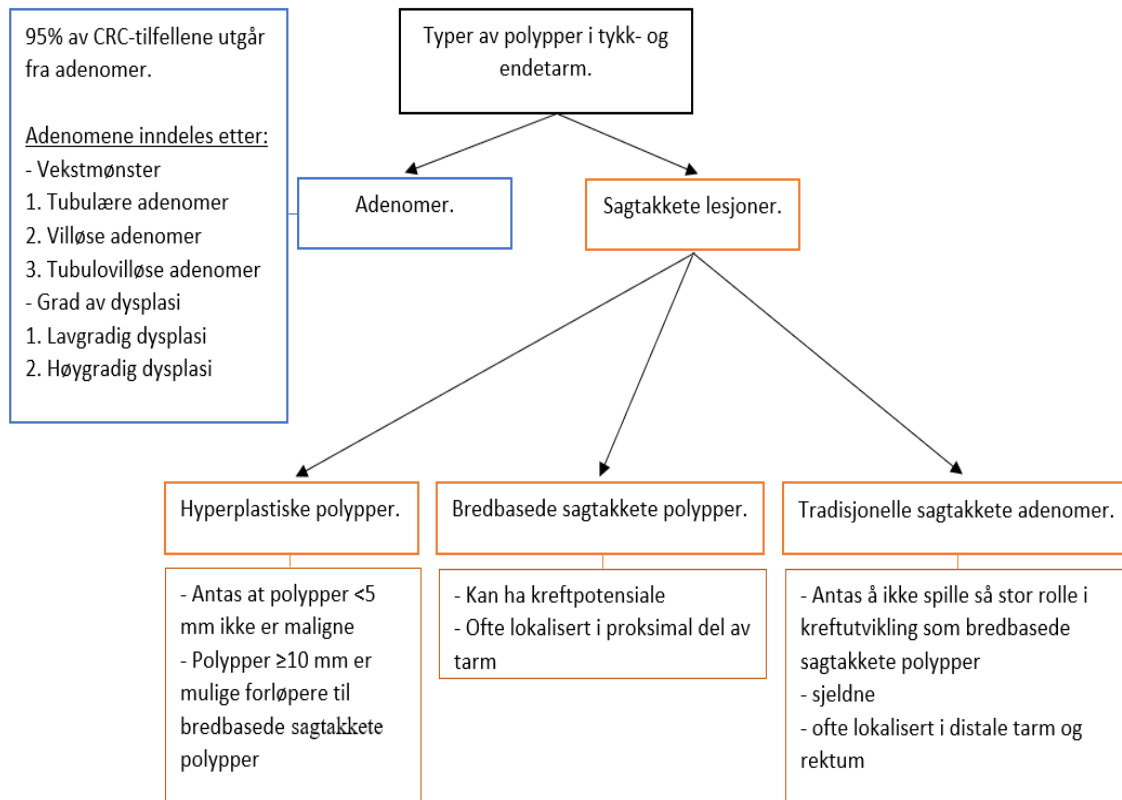 95% av CRC-tilfellene utgår
fra adenomer.
Adenomene inndeles etter:
- Vekstmønster
1. Tubulære adenomer
2. Villøse adenomer
3. Tubulovilløse adenomer
- Grad av dysplasi
1. Lavgradig dysplasi
2. Høygradig dysplasi
Typer av polypper i tykk- og
endetarm.
Adenomer.
Sagtakkete lesjoner.
Hyperplastiske polypper.
- Antas at polypper <5
mm ikke er maligne
- Polypper ≥10 mm er
mulige forløpere til
bredbasede sagtakkete
polypper
Bredbasede sagtakkete polypper.
- Kan ha kreftpotensiale
- Ofte lokalisert i proksimal del av
tarm
Tradisjonelle sagtakkete adenomer.
- Antas å ikke spille så stor rolle i
kreftutvikling som bredbasede
sagtakkete polypper
- sjeldne
- ofte lokalisert i distale tarm og
rektum